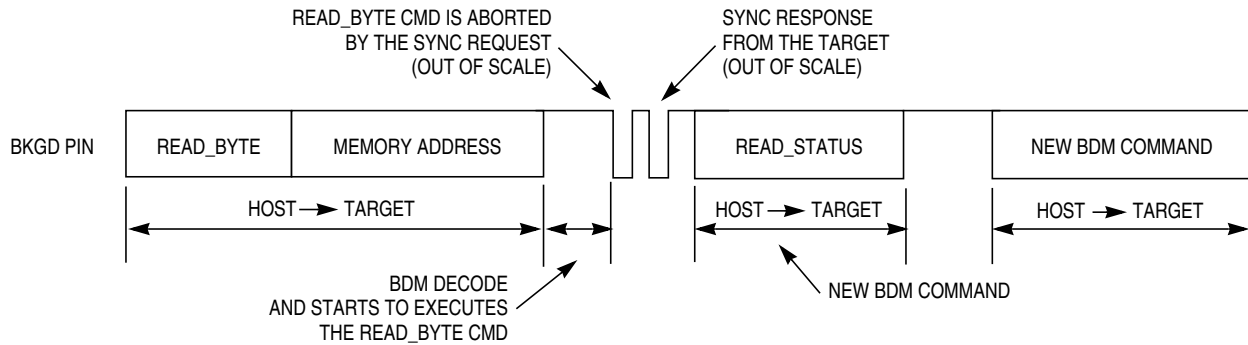 READ_BYTE CMD IS ABORTED
BY THE SYNC REQUEST
(OUT OF SCALE)
SYNC RESPONSE
FROM THE TARGET
(OUT OF SCALE)
BKGD PIN
READ_BYTE
MEMORY ADDRESS
READ_STATUS
NEW BDM COMMAND
HOST → TARGET
HOST → TARGET
HOST → TARGET
BDM DECODE
AND STARTS TO EXECUTES
THE READ_BYTE CMD
NEW BDM COMMAND